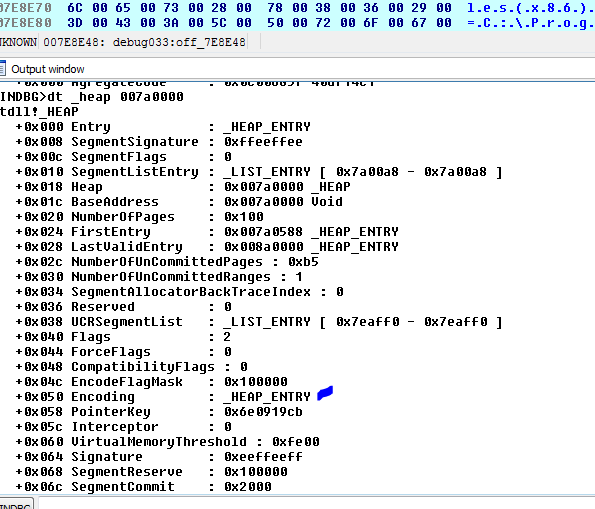 7E8E70 6C 00 65 00 73 00 28 00 78 00 38 00 36 00 29 00 l.e.s.(.x.8.6.).
7E8E80 3D 00 43 00 3A 00 5C 00 50 00 72 00 6F 00 67 00 =.C.:.\.P.r.o.g.
NKNOWN 007E8E48: debug033:off_7E8E48
Output window
INDBG>dt _heap 007a0000
tdll!_HEAP
+0x000 Entry : _HEAP_ENTRY
+0x008 SegmentSignature : 0xffeeffee
+0x00c SegmentFlags : 0
+0x010 SegmentListEntry : _LIST_ENTRY [ 0x7a00a8 - 0x7a00a8 ]
+0x018 Heap : 0x007a0000 _HEAP
+0x01c BaseAddress : 0x007a0000 Void
+0x020 NumberOfPages : 0x100
+0x024 FirstEntry : 0x007a0588 _HEAP_ENTRY
+0x028 LastValidEntry : 0x008a0000 _HEAP_ENTRY
+0x02c NumberOfUnCommittedPages : 0xb5
+0x030 NumberOfUnCommittedRanges : 1
+0x034 SegmentAllocatorBackTraceIndex : 0
+0x036 Reserved : 0
+0x038 UCRSegmentList : _LIST_ENTRY [ 0x7eaff0 - 0x7eaff0 ]
+0x040 Flags : 2
+0x044 ForceFlags : 0
+0x048 CompatibilityFlags : 0
+0x04c EncodeFlagMask : 0x100000
+0x050 Encoding : _HEAP_ENTRY
+0x058 PointerKey : 0x6e0919cb
+0x05c Interceptor : 0
+0x060 VirtualMemoryThreshold : 0xfe00
+0x064 Signature : 0xeeffeeff
+0x068 SegmentReserve : 0x100000
+0x06c SegmentCommit : 0x2000
INDBG